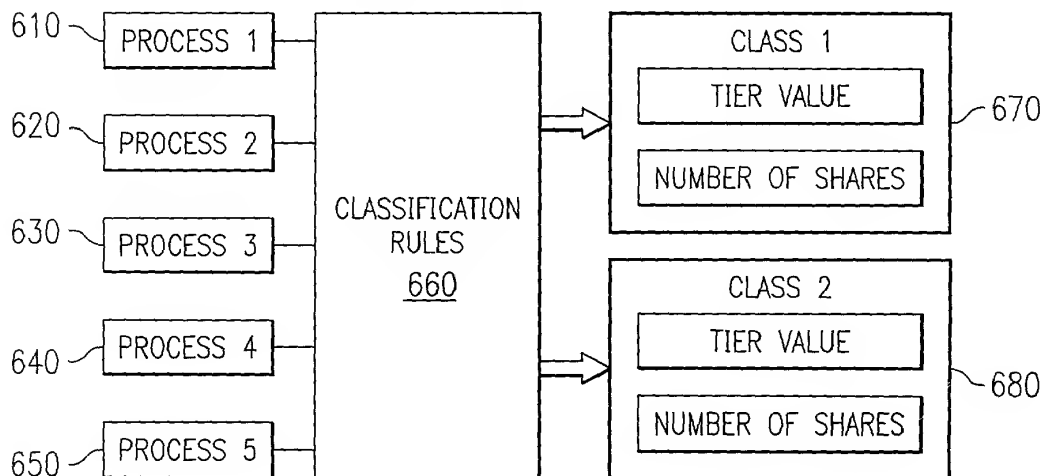 610
PROCESS 1
620
PROCESS 2
630
PROCESS 3
640
PROCESS 4
650
PROCESS 5
CLASSIFICATION
RULES
660
CLASS 1
TIER VALUE
NUMBER OF SHARES
670
CLASS 2
TIER VALUE
NUMBER OF SHARES
680